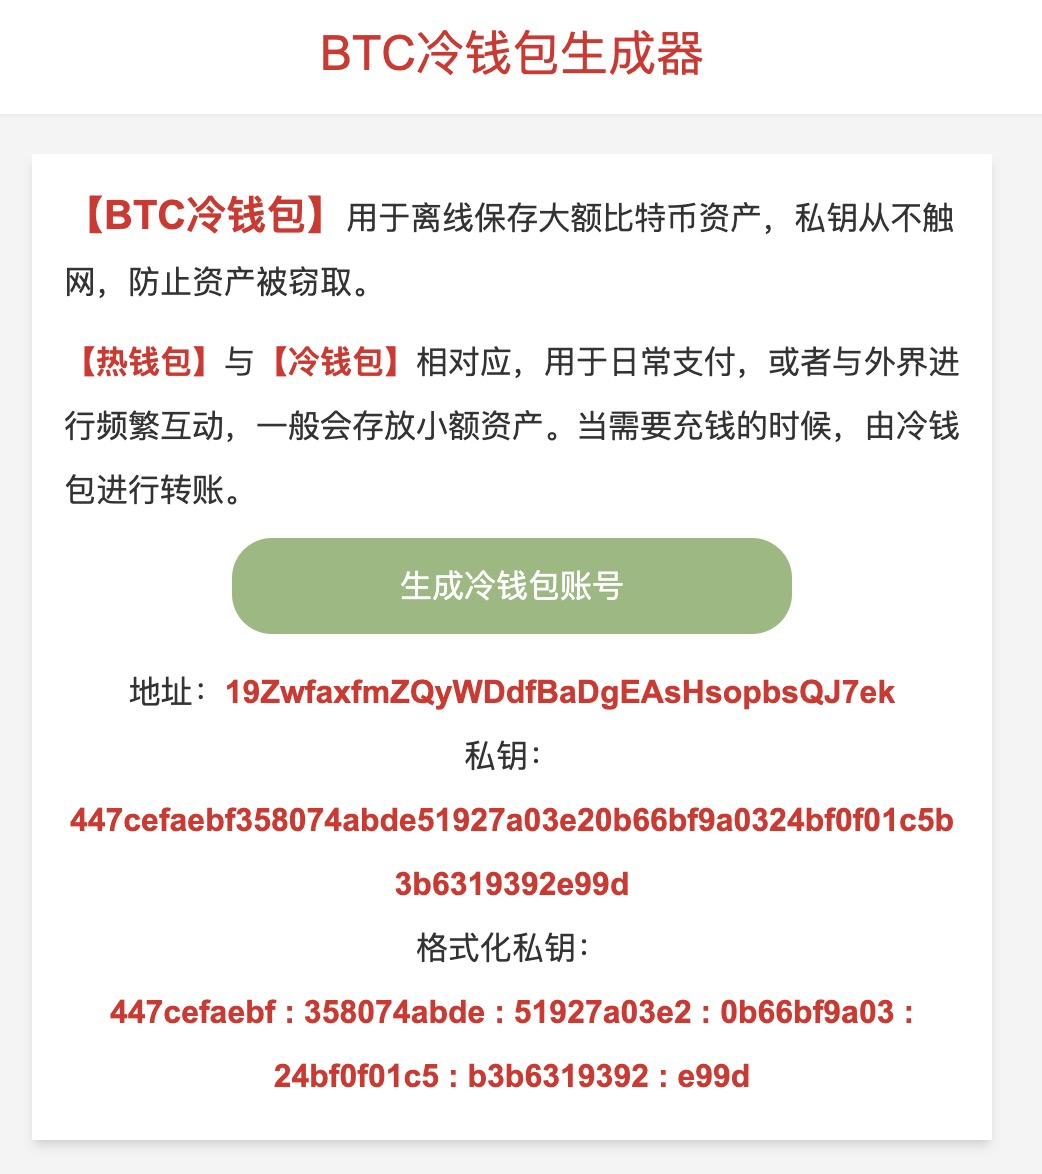 BTC冷钱包生成器
【BTC冷钱包】用于离线保存大额比特币资产，私钥从不触
网，防止资产被窃取。
【热钱包】与【冷钱包】相对应，用于日常支付，或者与外界进
行频繁互动，一般会存放小额资产。当需要充钱的时候，由冷钱
包进行转账。
生成冷钱包账号
地址：19ZwfaxfmZQyWDdfBaDgEAsHsopbsQJ7ek
私钥：
447cefaebf358074abde51927a03e20b66bf9a0324bf0f01c5b
3b6319392e99d
格式化私钥：
447cefaebf : 358074abde : 51927a03e2 : 0b66bf9a03 :
24bf0f01c5 : b3b6319392 : e99d